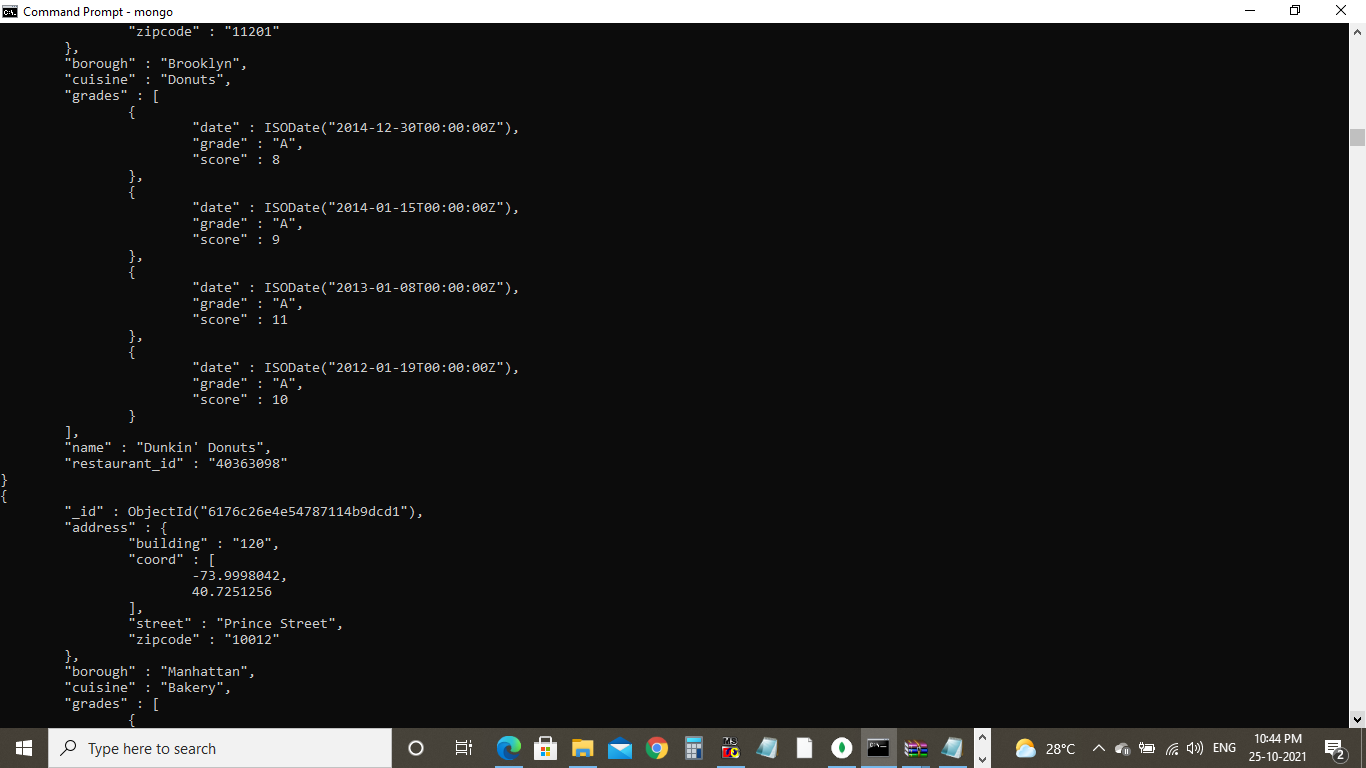 Command Prompt - mongo
"zipcode" : "11201"
},
"borough" : "Brooklyn",
"cuisine" : "Donuts",
"grades" : [
{
"date" : ISODate("2014-12-30T00:00:00Z"),
"grade" : "A",
"score" : 8
},
{
"date" : ISODate("2014-01-15T00:00:00Z"),
"grade" : "A",
"score" : 9
},
{
"date" : ISODate("2013-01-08T00:00:00Z"),
"grade" : "A",
"score" : 11
},
{
"date" : ISODate("2012-01-19T00:00:00Z"),
"grade" : "A",
"score" : 10
}
],
"name" : "Dunkin' Donuts",
"restaurant_id" : "40363098"
}
{
"_id" : ObjectId("6176c26e4e54787114b9dcd1"),
"address" : {
"building" : "120",
"coord" : [
-73.9998042,
40.7251256
],
"street" : "Prince Street",
"zipcode" : "10012"
},
"borough" : "Manhattan",
"cuisine" : "Bakery",
"grades" : [
{
Type here to search
28°C
ENG
10:44 PM
25-10-2021
2